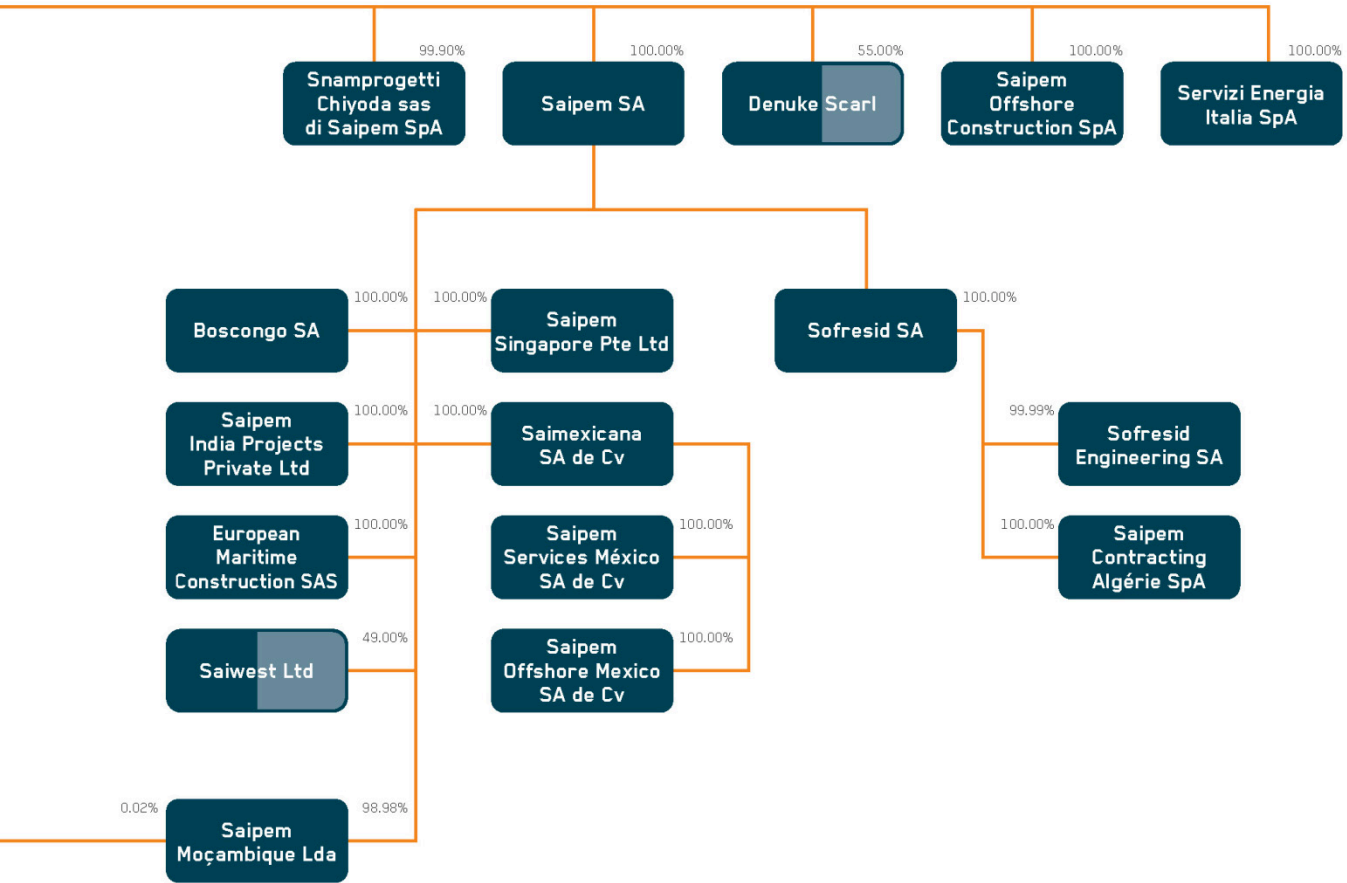 99.90%
100.00%
55.00%
100.00%
100.00%
Snamprogetti
Chiyoda sas
di Saipem SpA
Saipem SA
Denuke Scarl
Saipem
Offshore
Construction SpA
Servizi Energia
Italia SpA
100.00%
100.00%
100.00%
Boscongo SA
Saipem
Singapore Pte Ltd
Sofresid SA
100.00%
100.00%
99.99%
Saipem
India Projects
Private Ltd
Saimexicana
SA de Cv
Sofresid
Engineering SA
100.00%
100.00%
100.00%
European
Maritime
Construction SAS
Saipem
Services México
SA de Cv
Saipem
Contracting
Algérie SpA
49.00%
100.00%
Saiwest Ltd
Saipem
Offshore Mexico
SA de Cv
0.02%
98.98%
Saipem
Moçambique Lda